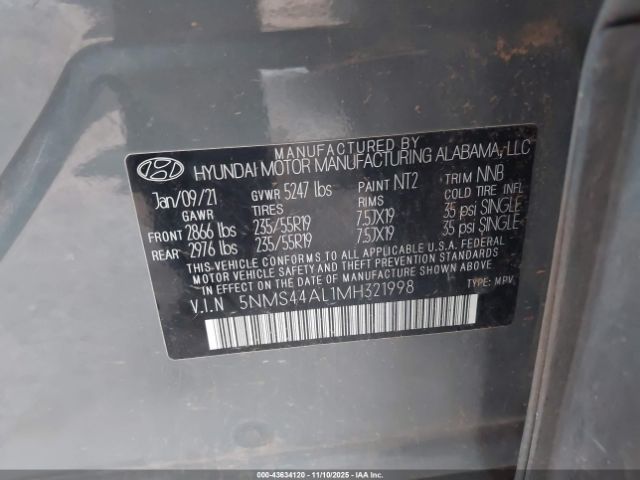 MANUFACTURED BY
HYUNDAI MOTOR MANUFACTURING ALABAMA, LLC
Jan/09/21 GVWR 5247 lbs PAINT NT2 TRIM NNB
GAWR TIRES RIMS COLD TIRE INFL
FRONT 2866 lbs 235/55R19 7.5JX19 35 psi SINGLE
REAR 2976 lbs 235/55R19 7.5JX19 35 psi SINGLE
THIS VEHICLE CONFORMS TO ALL APPLICABLE U.S.A. FEDERAL
MOTOR VEHICLE SAFETY AND THEFT PREVENTION STANDARDS
IN EFFECT ON THE DATE OF MANUFACTURE SHOWN ABOVE.
V.I.N 5NMS44AL1MH321998 TYPE: MPV
000-43634120 - 11/10/2025 - IAAI.com